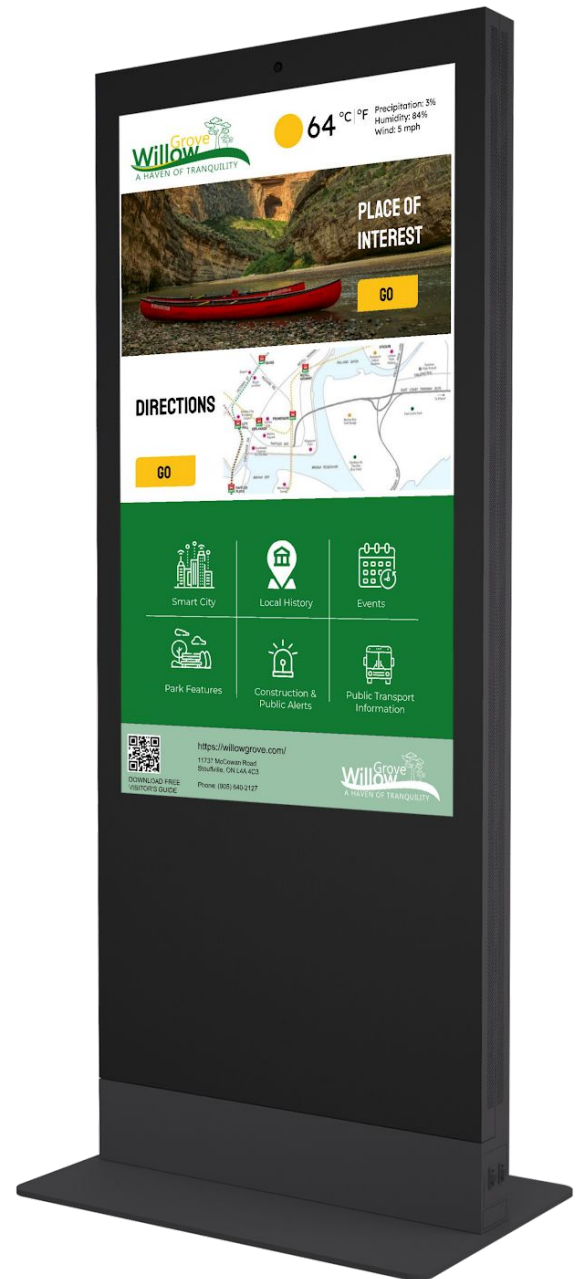 Grove
Willow
A HAVEN OF TRANQUILITY
64 °C | °F
Precipitation: 3%
Humidity: 84%
Wind: 5 mph
PLACE OF
INTEREST
GO
DIRECTIONS
GO
Smart City
Local History
Events
Park Features
Construction &
Public Alerts
Public Transport
Information
DOWNLOAD FREE
VISITOR'S GUIDE
https://willowgrove.com/
11737 McCowan Road
Stouffville, ON L4A 4C3
Phone: (905) 640-2127
Grove
Willow
A HAVEN OF TRANQUILITY